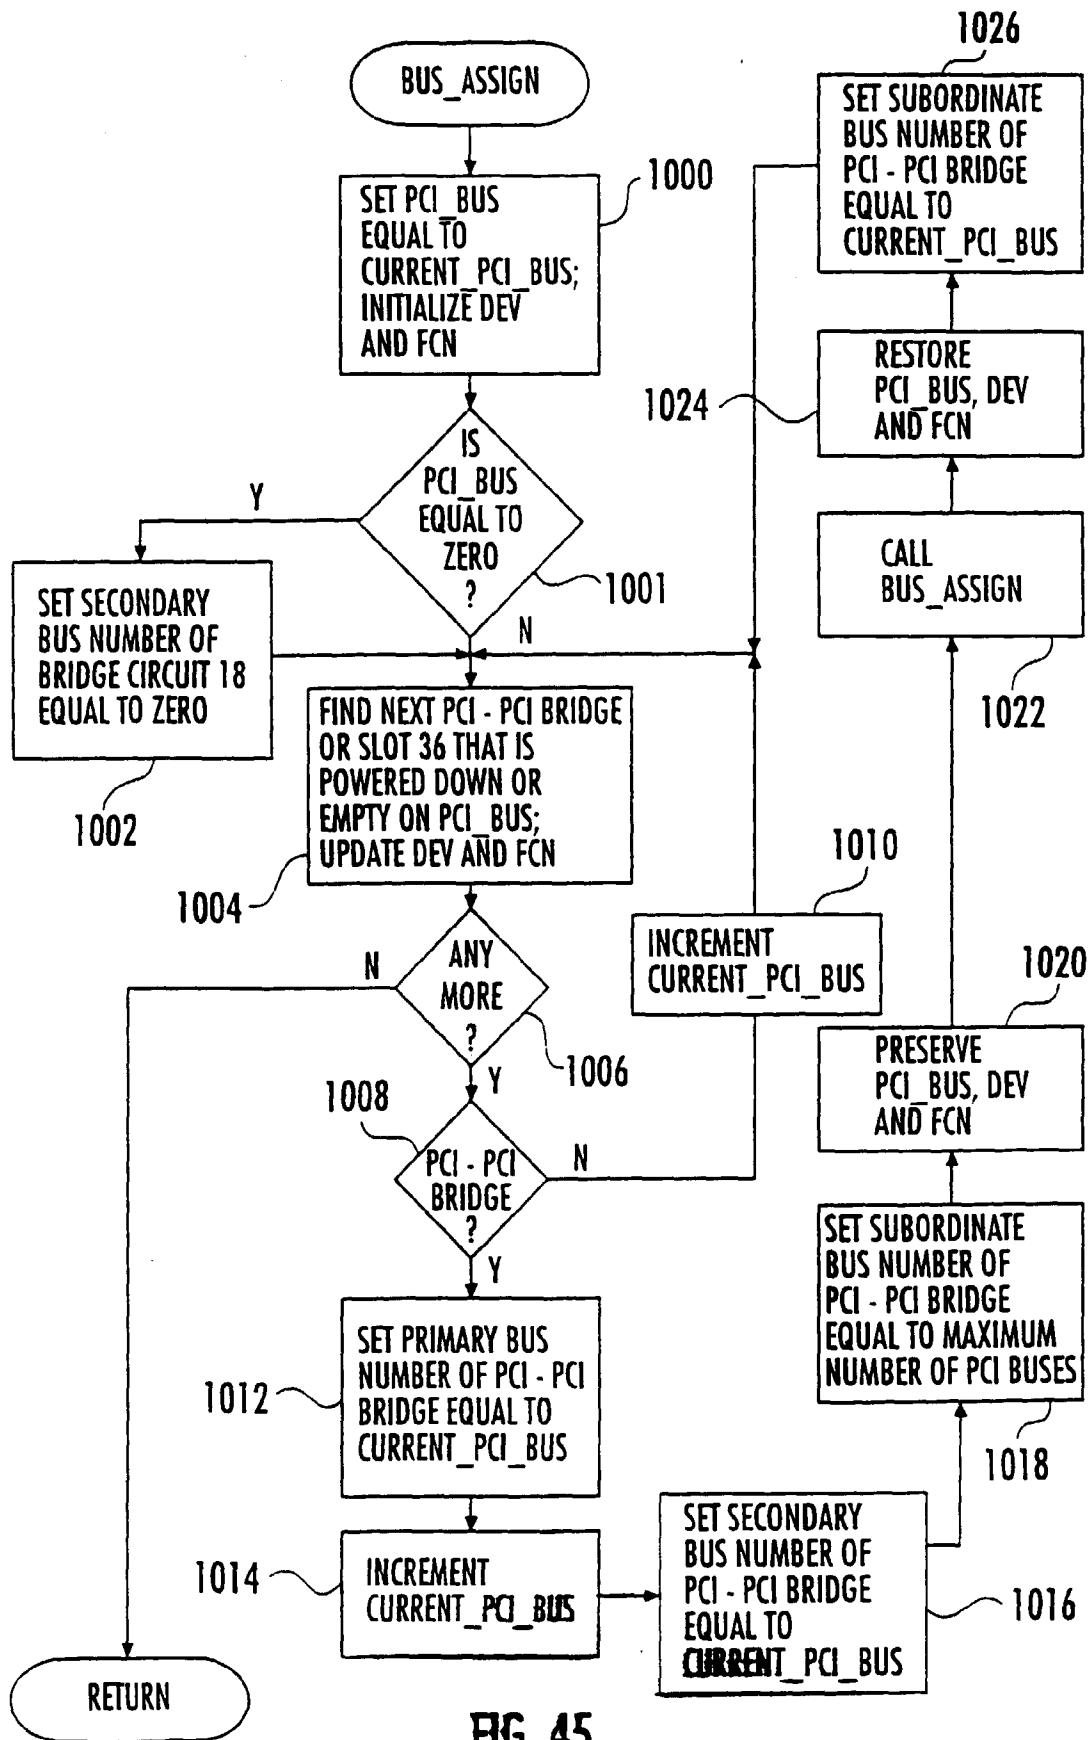 BUS_ASSIGN
1000
SET PCI_BUS
EQUAL TO
CURRENT_PCI_BUS;
INITIALIZE DEV
AND FCN
IS
PCI_BUS
EQUAL TO
ZERO
?
1001
Y
N
SET SECONDARY
BUS NUMBER OF
BRIDGE CIRCUIT 18
EQUAL TO ZERO
1002
FIND NEXT PCI - PCI BRIDGE
OR SLOT 36 THAT IS
POWERED DOWN OR
EMPTY ON PCI_BUS;
UPDATE DEV AND FCN
1004
ANY
MORE
?
1006
N
Y
1008
PCI - PCI
BRIDGE
?
N
Y
1010
INCREMENT
CURRENT_PCI_BUS
SET PRIMARY BUS
NUMBER OF PCI - PCI
BRIDGE EQUAL TO
CURRENT_PCI_BUS
1012
INCREMENT
CURRENT_PCI_BUS
1014
SET SECONDARY
BUS NUMBER OF
PCI - PCI BRIDGE
EQUAL TO
CURRENT_PCI_BUS
1016
SET SUBORDINATE
BUS NUMBER OF
PCI - PCI BRIDGE
EQUAL TO MAXIMUM
NUMBER OF PCI BUSES
1018
PRESERVE
PCI_BUS, DEV
AND FCN
1020
CALL
BUS_ASSIGN
1022
RESTORE
PCI_BUS, DEV
AND FCN
1024
SET SUBORDINATE
BUS NUMBER OF
PCI - PCI BRIDGE
EQUAL TO
CURRENT_PCI_BUS
1026
RETURN
FIG. 45